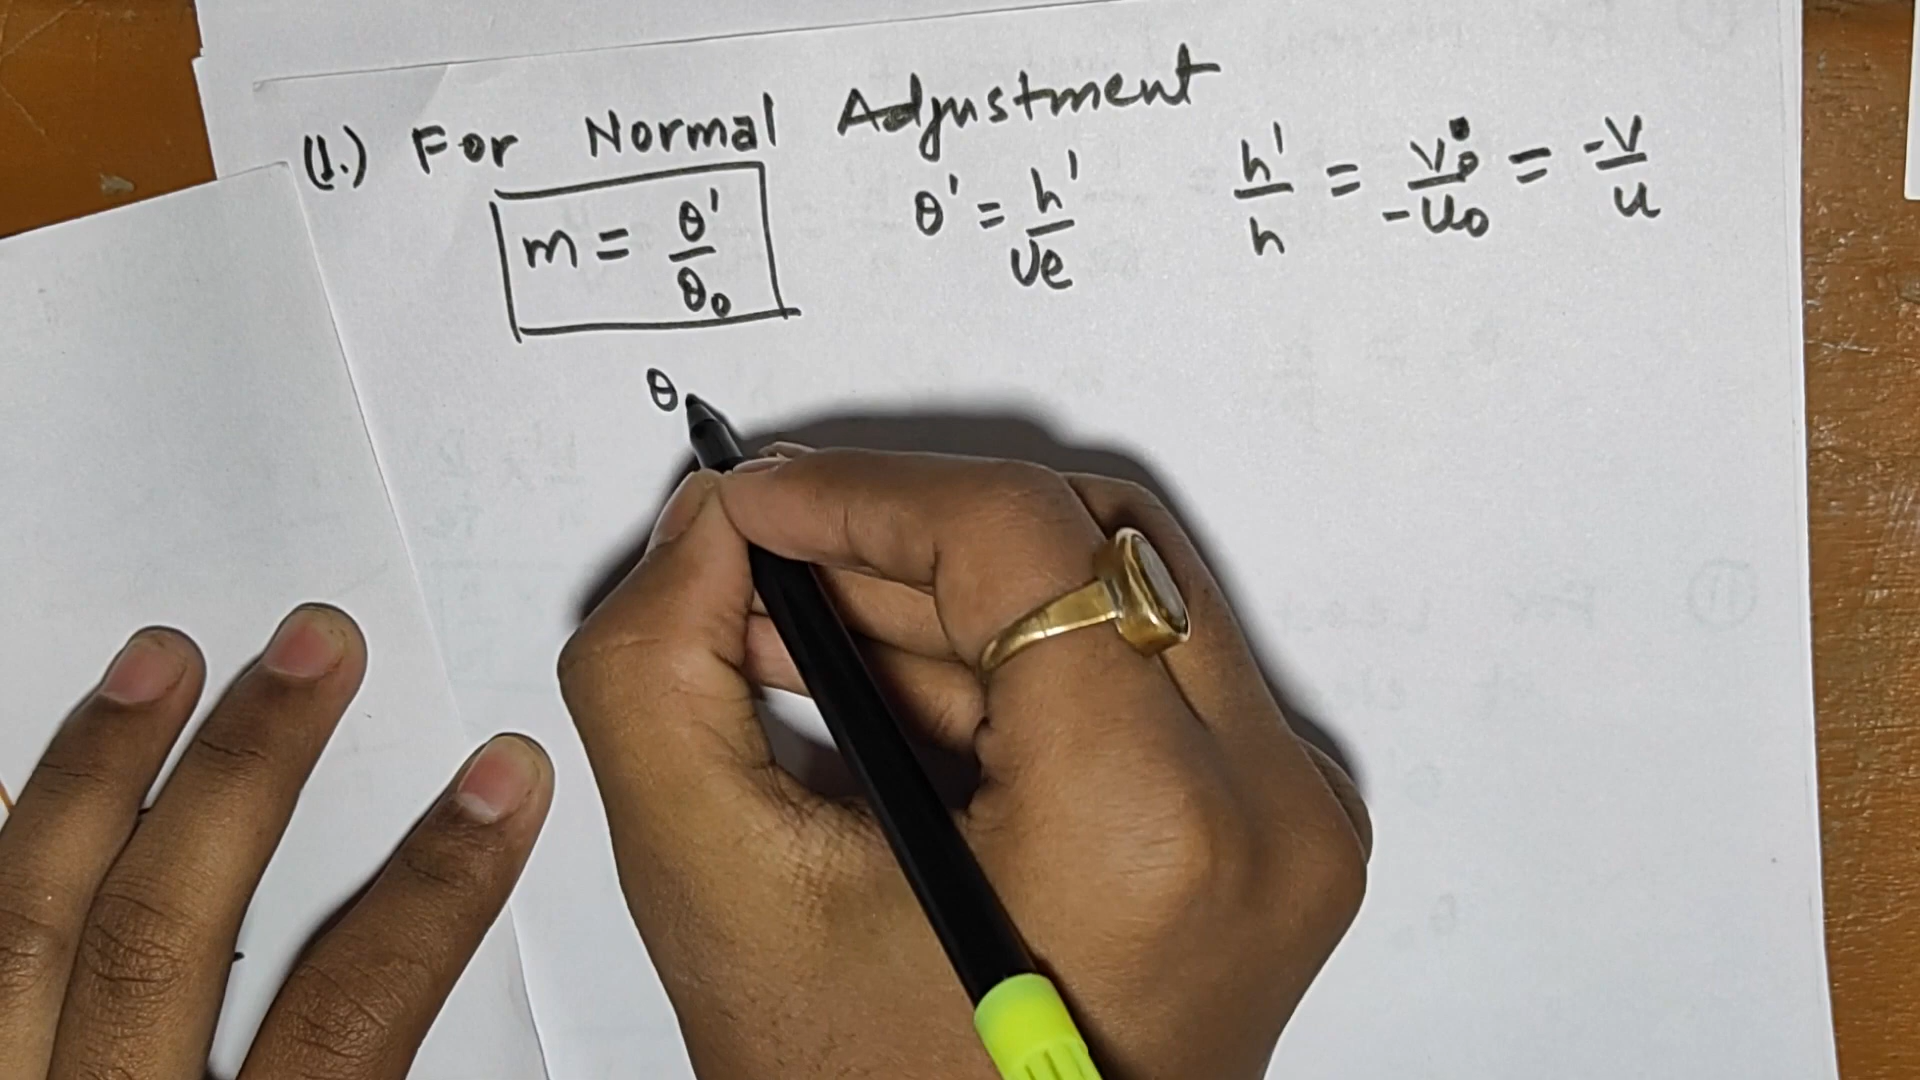 (1.) For Normal Adjustment
m = θ'/θ₀ θ' = h'/Ve h'/h = V₀/-u₀ = -V/u
θ